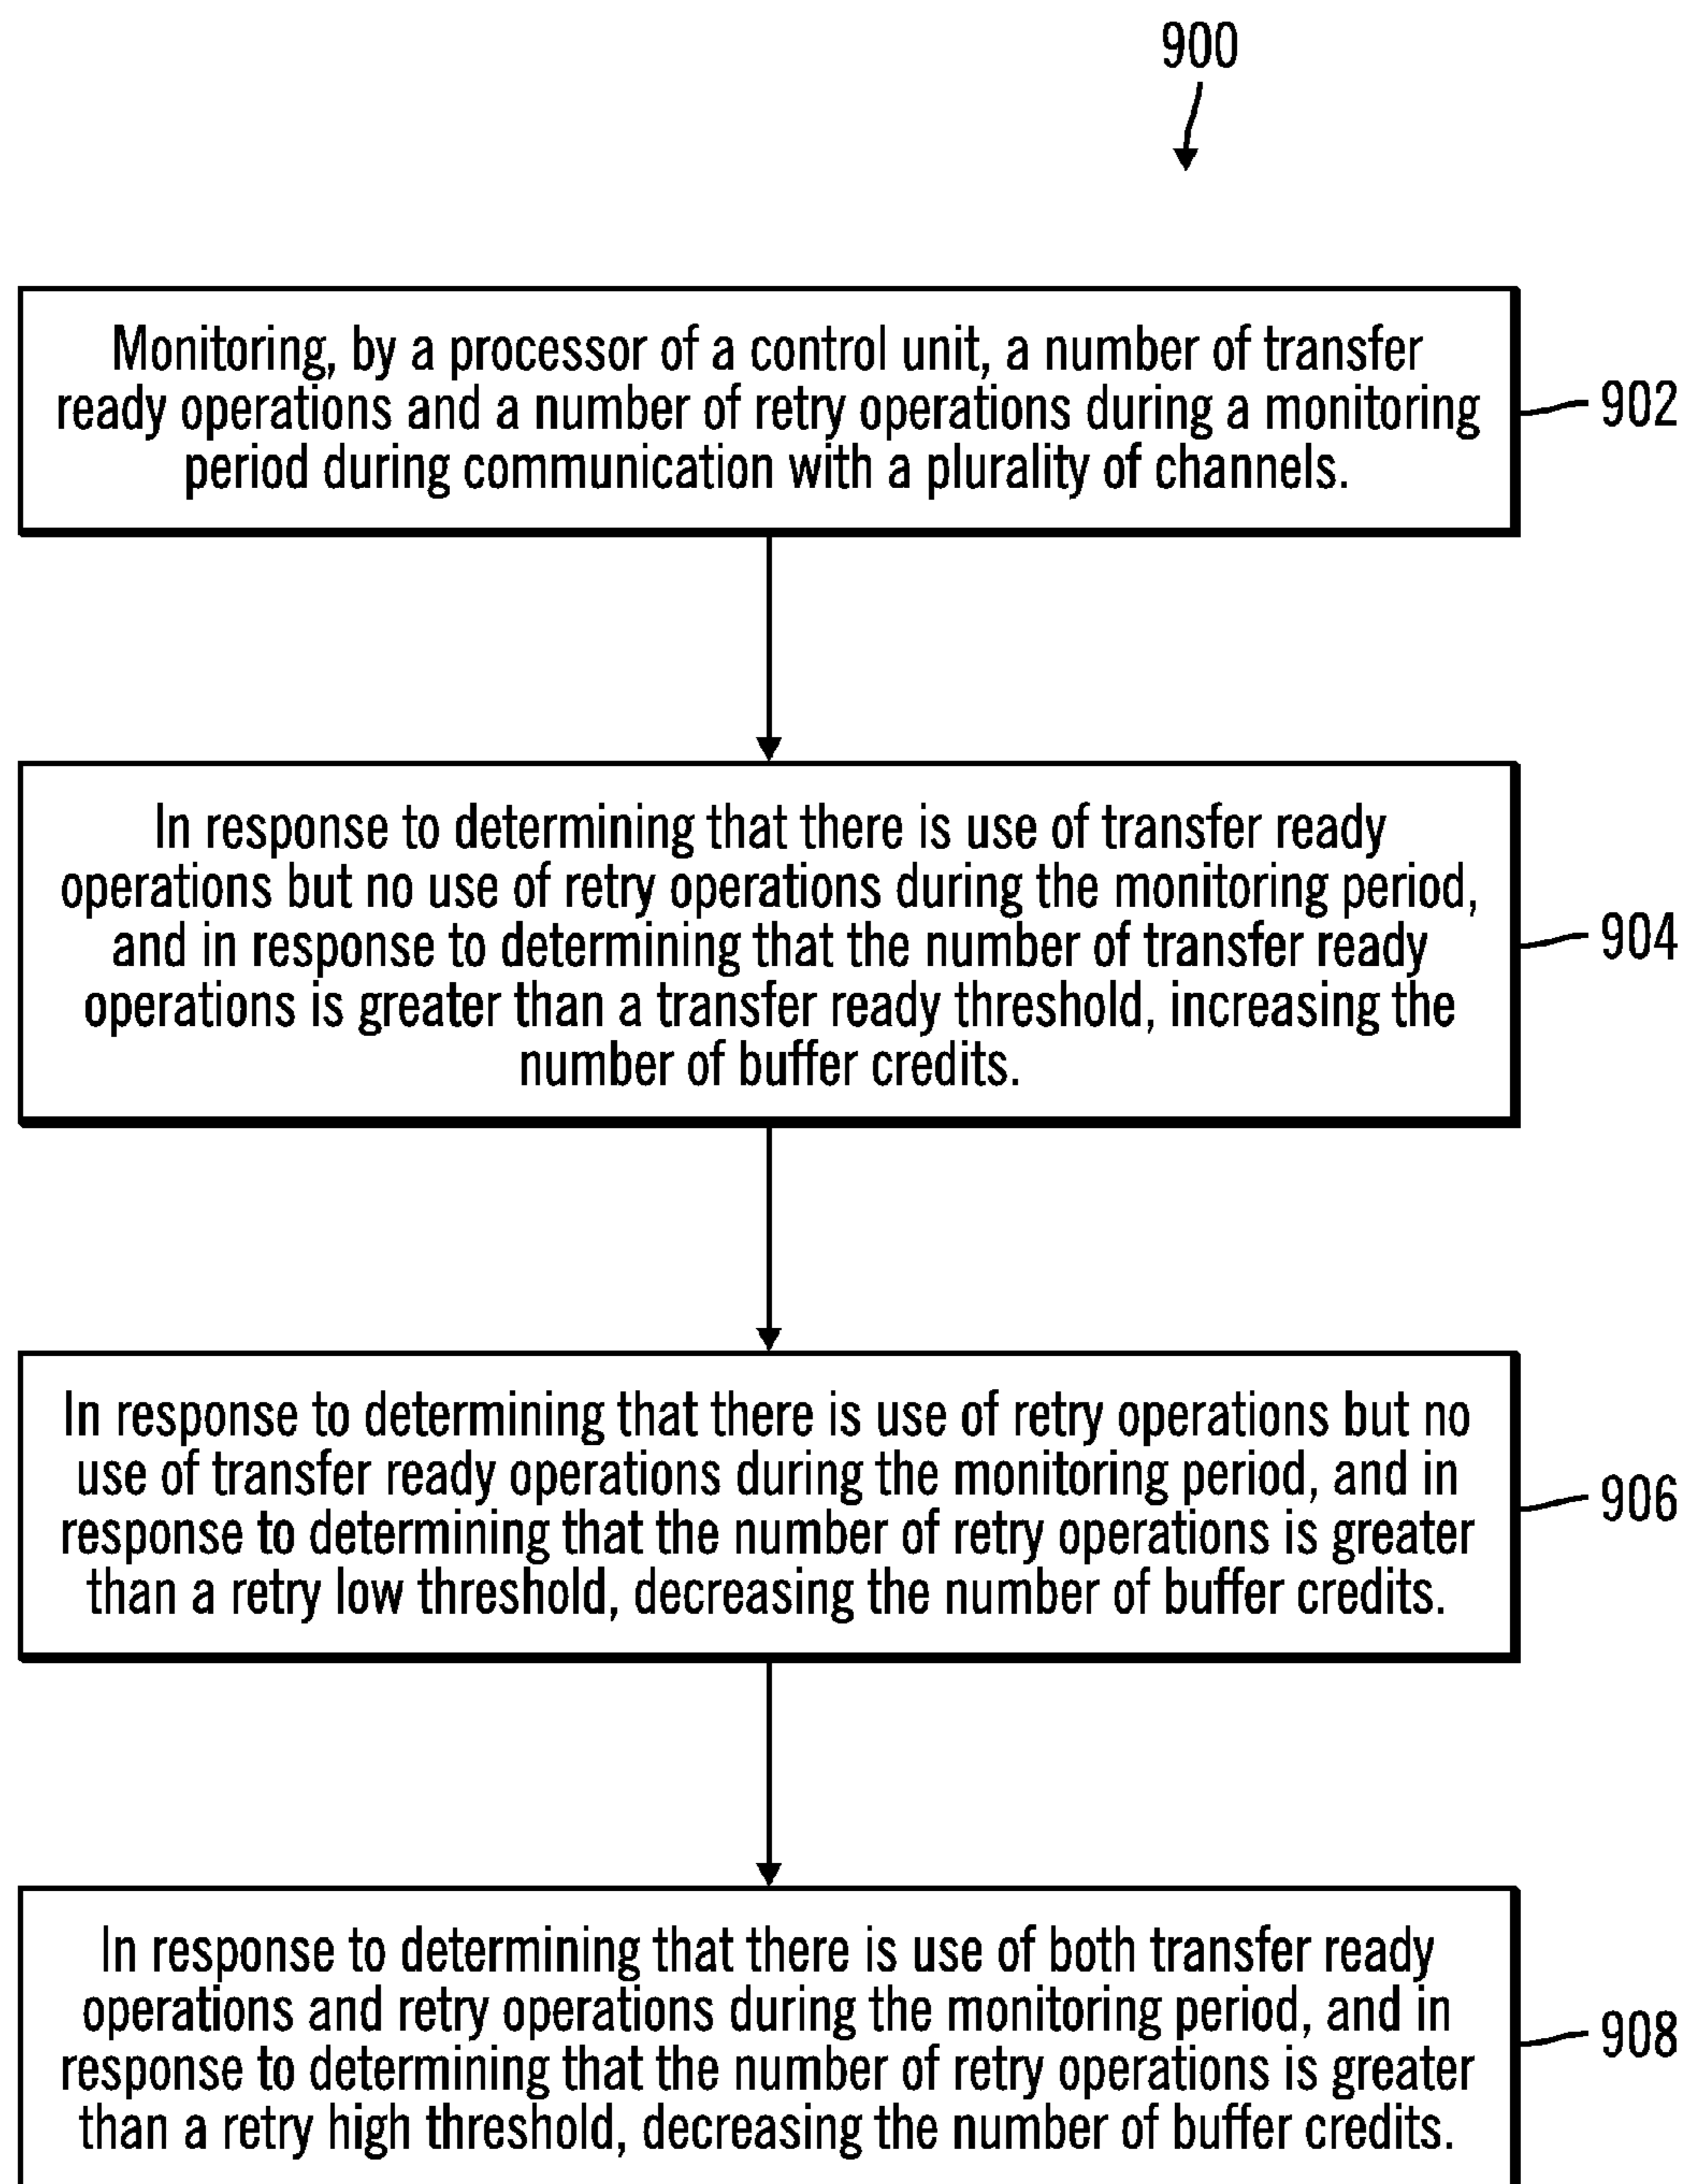 900
Monitoring, by a processor of a control unit, a number of transfer
ready operations and a number of retry operations during a monitoring
period during communication with a plurality of channels.
902
In response to determining that there is use of transfer ready
operations but no use of retry operations during the monitoring period,
and in response to determining that the number of transfer ready
operations is greater than a transfer ready threshold, increasing the
number of buffer credits.
904
In response to determining that there is use of retry operations but no
use of transfer ready operations during the monitoring period, and in
response to determining that the number of retry operations is greater
than a retry low threshold, decreasing the number of buffer credits.
906
In response to determining that there is use of both transfer ready
operations and retry operations during the monitoring period, and in
response to determining that the number of retry operations is greater
than a retry high threshold, decreasing the number of buffer credits.
908